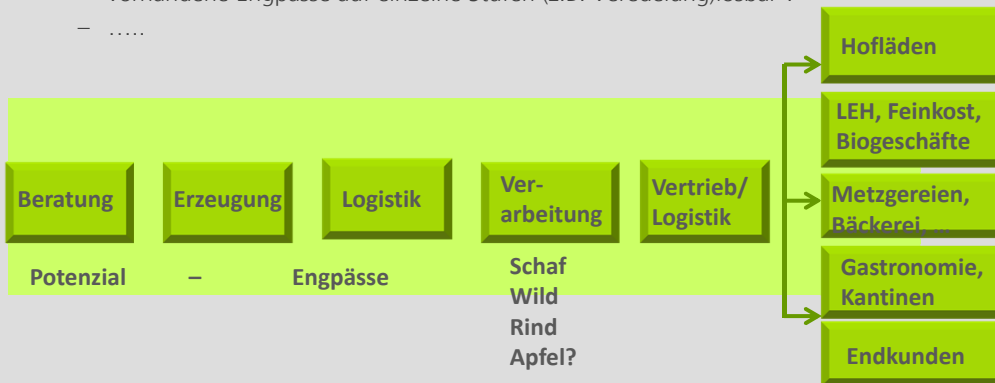 – …..
Hofläden
LEH, Feinkost,
Biogeschäfte
Beratung
Erzeugung
Logistik
Ver-
arbeitung
Vertrieb/
Logistik
Metzgereien,
Bäckerei, ...
Gastronomie,
Kantinen
Endkunden
Potenzial – Engpässe
Schaf
Wild
Rind
Apfel?